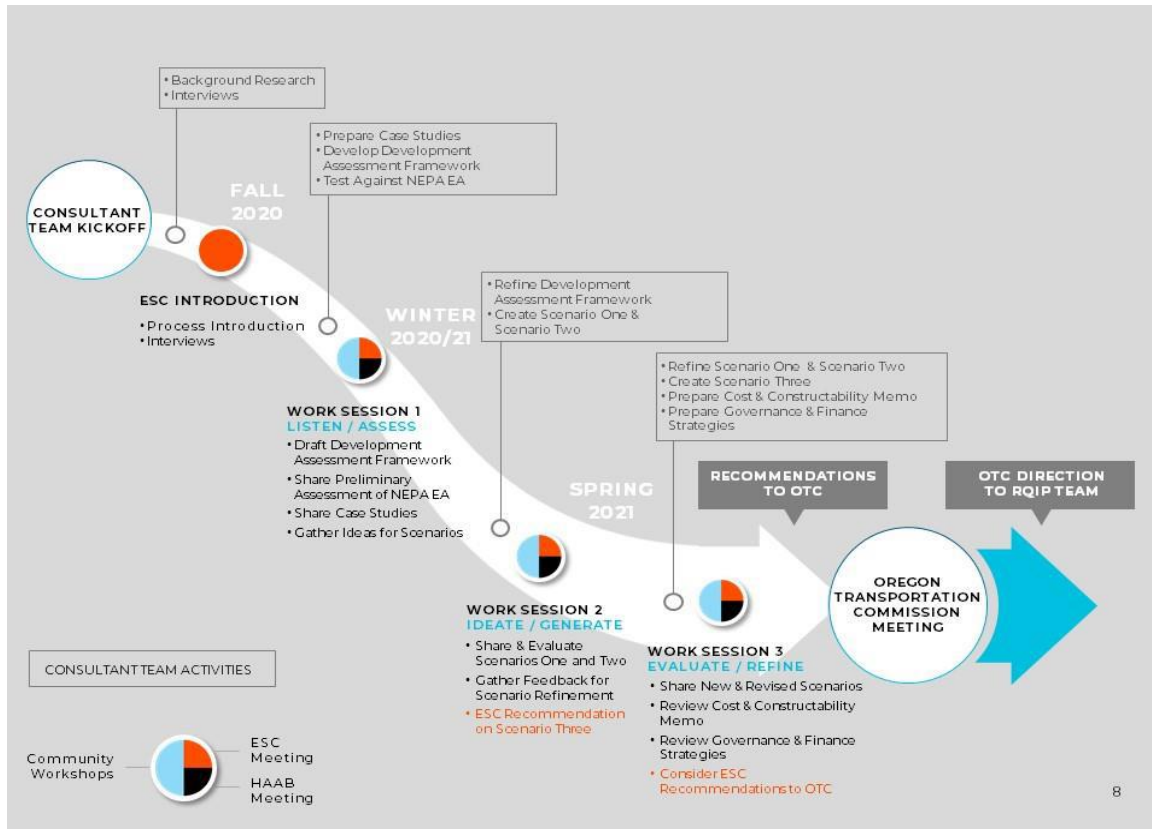 • Background Research
• Interviews
• Prepare Case Studies
• Develop Development
Assessment Framework
• Test Against NEPA EA
FALL
2020
CONSULTANT
TEAM KICKOFF
ESC INTRODUCTION
• Process Introduction
• Interviews
WINTER
2020/21
• Refine Development
Assessment Framework
• Create Scenario One &
Scenario Two
WORK SESSION 1
LISTEN / ASSESS
• Draft Development
Assessment Framework
• Share Preliminary
Assessment of NEPA EA
• Share Case Studies
• Gather Ideas for Scenarios
• Refine Scenario One & Scenario Two
• Create Scenario Three
• Prepare Cost & Constructability Memo
• Prepare Governance & Finance
Strategies
SPRING
2021
RECOMMENDATIONS
TO OTC
OTC DIRECTION
TO RQIP TEAM
WORK SESSION 2
IDEATE / GENERATE
• Share & Evaluate
Scenarios One and Two
• Gather Feedback for
Scenario Refinement
• ESC Recommendation
on Scenario Three
WORK SESSION 3
EVALUATE / REFINE
• Share New & Revised Scenarios
• Review Cost & Constructability
Memo
• Review Governance & Finance
Strategies
• Consider ESC
Recommendations to OTC
OREGON
TRANSPORTATION
COMMISSION
MEETING
CONSULTANT TEAM ACTIVITIES
Community
Workshops
ESC
Meeting
HAAB
Meeting
8